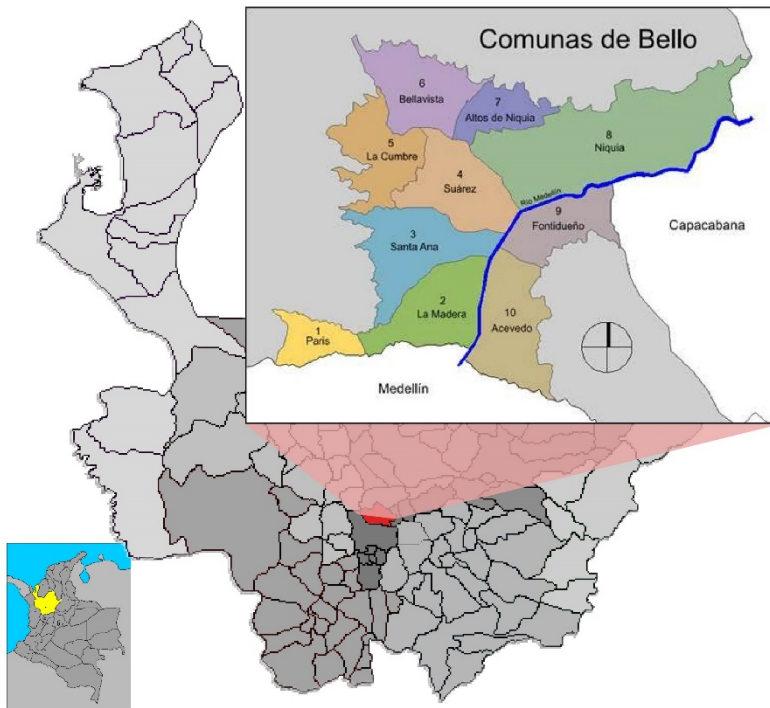 Comunas de Bello
6
Bellavista
7
Altos de Niquia
8
Niquia
5
La Cumbre
4
Suárez
Río Medellín
9
Fontidueño
Capacabana
3
Santa Ana
2
La Madera
10
Acevedo
1
Paris
Medellín